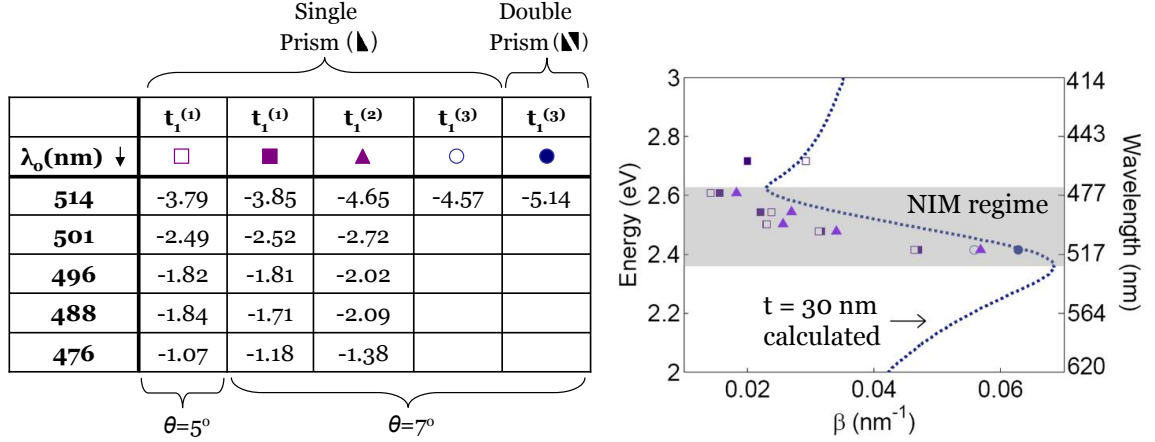 Single
Prism ( )
Double
Prism ( )
t₁⁽¹⁾ t₁⁽¹⁾ t₁⁽²⁾ t₁⁽³⁾ t₁⁽³⁾
λₒ(nm) ↓ □ ■ ▲ ○ ●
514 -3.79 -3.85 -4.65 -4.57 -5.14
501 -2.49 -2.52 -2.72
496 -1.82 -1.81 -2.02
488 -1.84 -1.71 -2.09
476 -1.07 -1.18 -1.38
θ=5º θ=7º
3
2.8
2.6
2.4
2.2
2
Energy (eV)
NIM regime
t = 30 nm →
calculated
414
443
477
517
564
620
Wavelength (nm)
0.02 0.04 0.06
β (nm⁻¹)